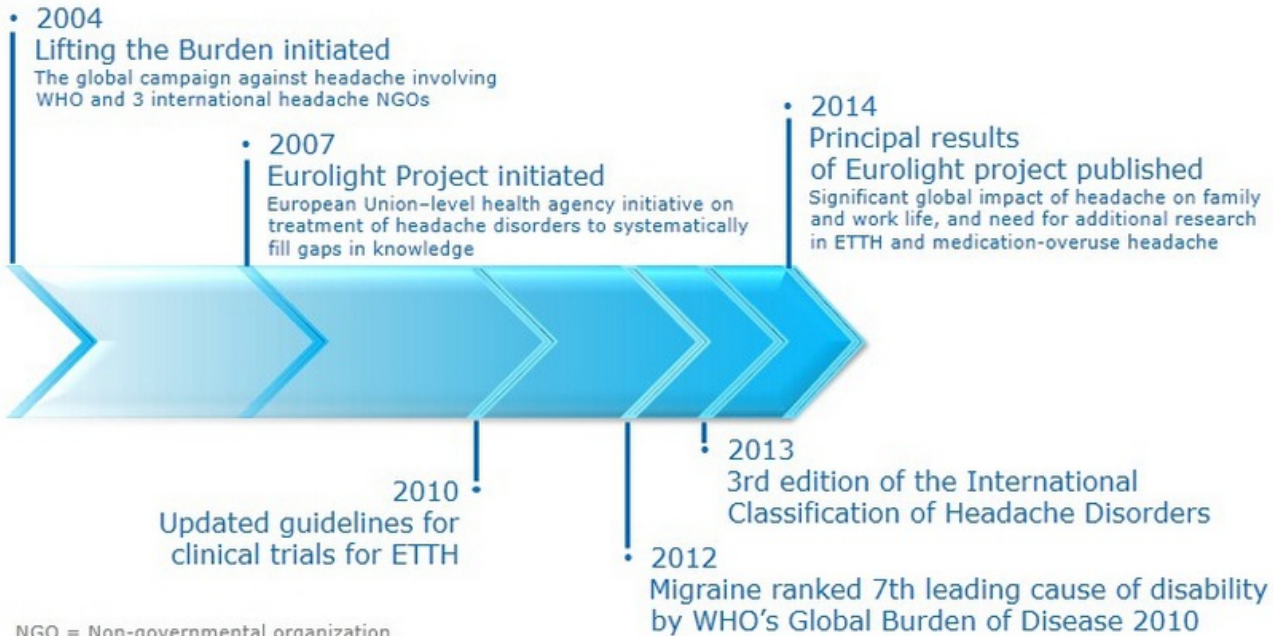 2004
Lifting the Burden initiated
The global campaign against headache involving
WHO and 3 international headache NGOs
2007
Eurolight Project initiated
European Union–level health agency initiative on
treatment of headache disorders to systematically
fill gaps in knowledge
2014
Principal results
of Eurolight project published
Significant global impact of headache on family
and work life, and need for additional research
in ETTH and medication-overuse headache
2010
Updated guidelines for
clinical trials for ETTH
2013
3rd edition of the International
Classification of Headache Disorders
2012
Migraine ranked 7th leading cause of disability
by WHO's Global Burden of Disease 2010
NGO = Non-governmental organization